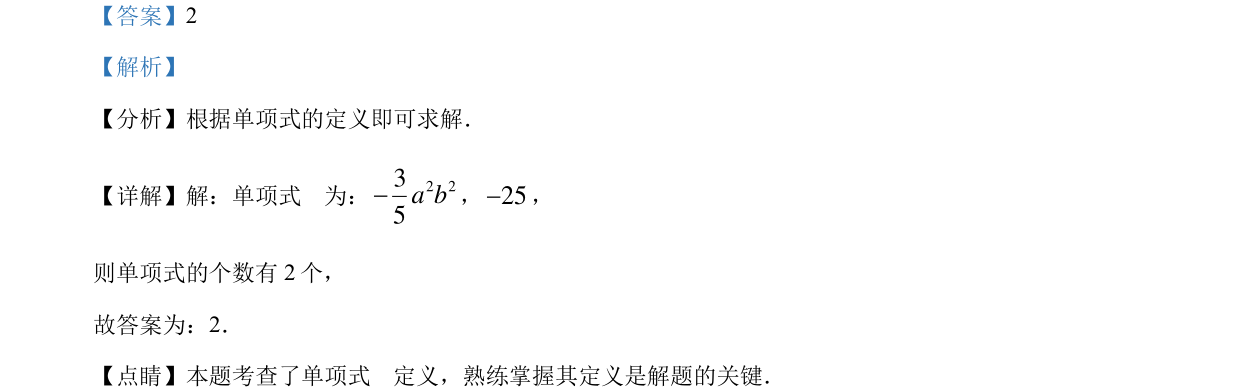 【答案】2
【解析】
【分析】根据单项式的定义即可求解．
【详解】解：单项式 为：$-\frac{3}{5}a^2b^2$，$-25$，
则单项式的个数有 2 个，
故答案为：2．
【点睛】本题考查了单项式 定义，熟练掌握其定义是解题的关键．